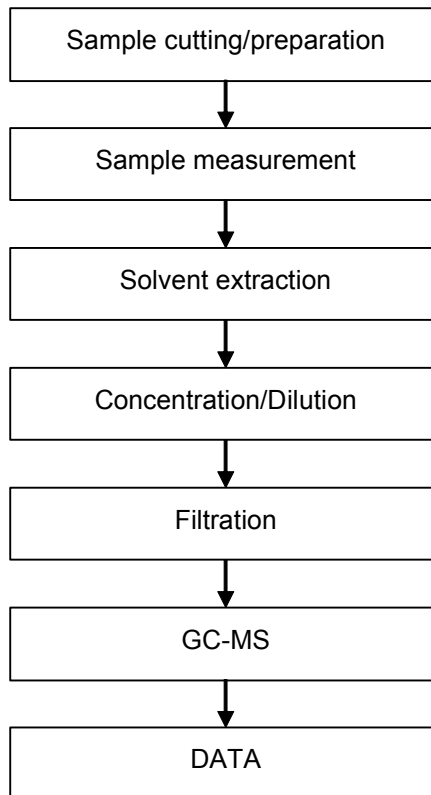 Sample cutting/preparation
Sample measurement
Solvent extraction
Concentration/Dilution
Filtration
GC-MS
DATA